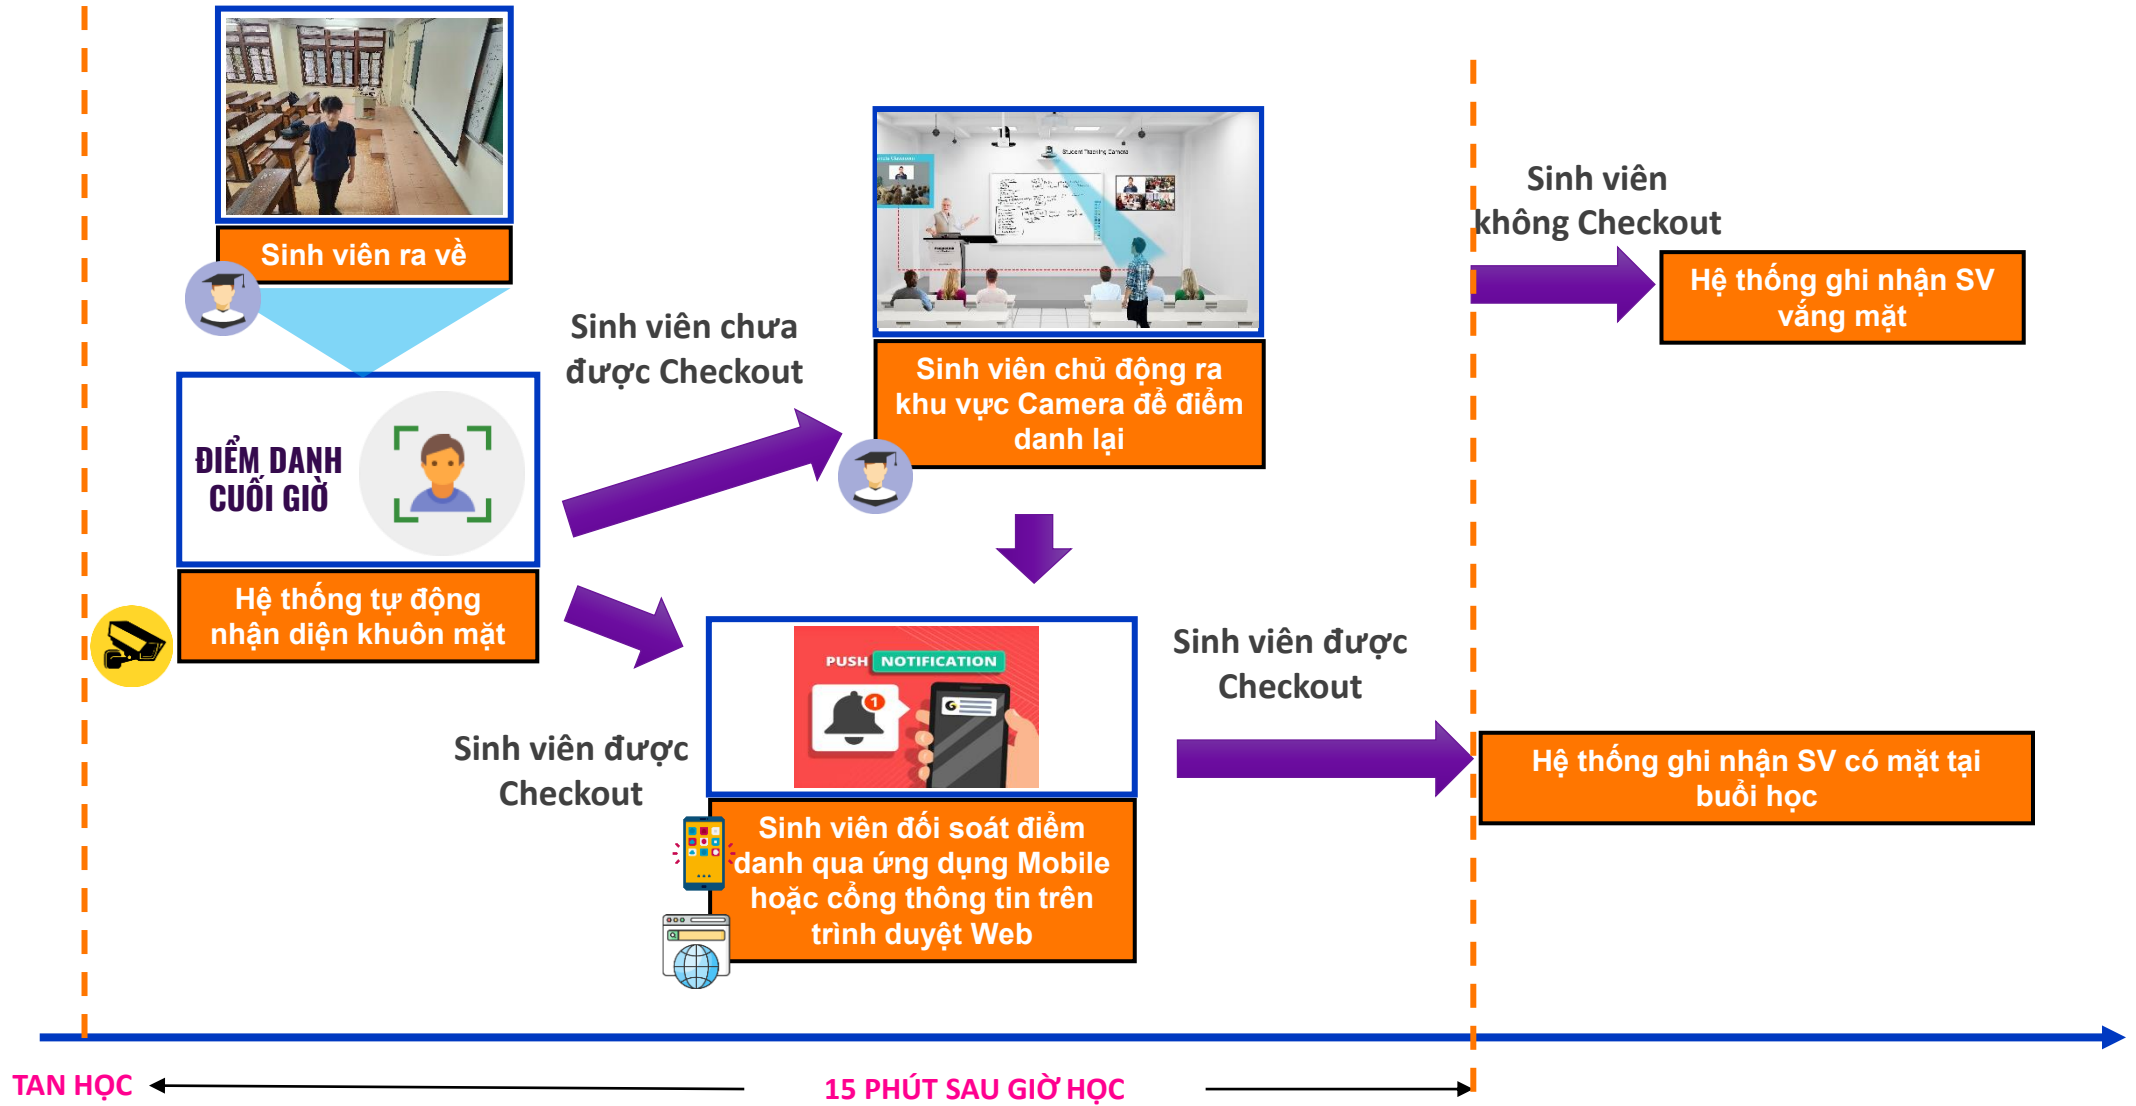 Sinh viên ra về
ĐIỂM DANH
CUỐI GIỜ
Hệ thống tự động
nhận diện khuôn mặt
Sinh viên chưa
được Checkout
Student Tracking Camera
Sinh viên chủ động ra
khu vực Camera để điểm
danh lại
Sinh viên được
Checkout
PUSH NOTIFICATION
1
G
Sinh viên đối soát điểm
danh qua ứng dụng Mobile
hoặc cổng thông tin trên
trình duyệt Web
Sinh viên được
Checkout
Sinh viên
không Checkout
Hệ thống ghi nhận SV
vắng mặt
Hệ thống ghi nhận SV có mặt tại
buổi học
TAN HỌC
15 PHÚT SAU GIỜ HỌC